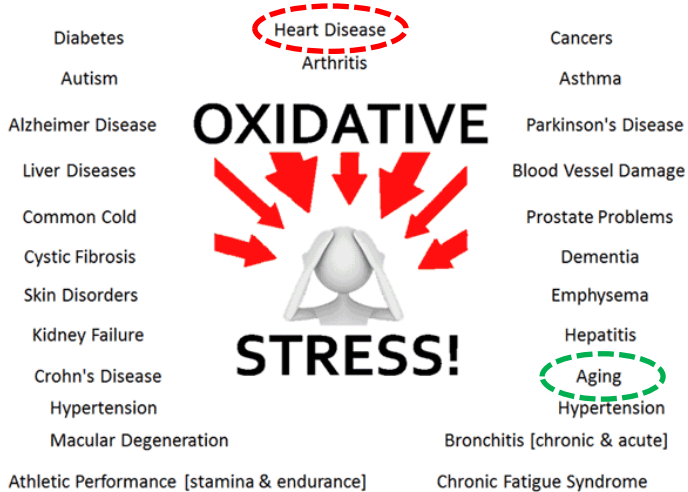 Heart Disease
Diabetes
Cancers
Arthritis
Autism
Asthma
OXIDATIVE
Alzheimer Disease
Parkinson's Disease
Liver Diseases
Blood Vessel Damage
Common Cold
Prostate Problems
Cystic Fibrosis
Dementia
Skin Disorders
Emphysema
Kidney Failure
Hepatitis
STRESS!
Crohn's Disease
Aging
Hypertension
Hypertension
Macular Degeneration
Bronchitis [chronic & acute]
Athletic Performance [stamina & endurance]
Chronic Fatigue Syndrome